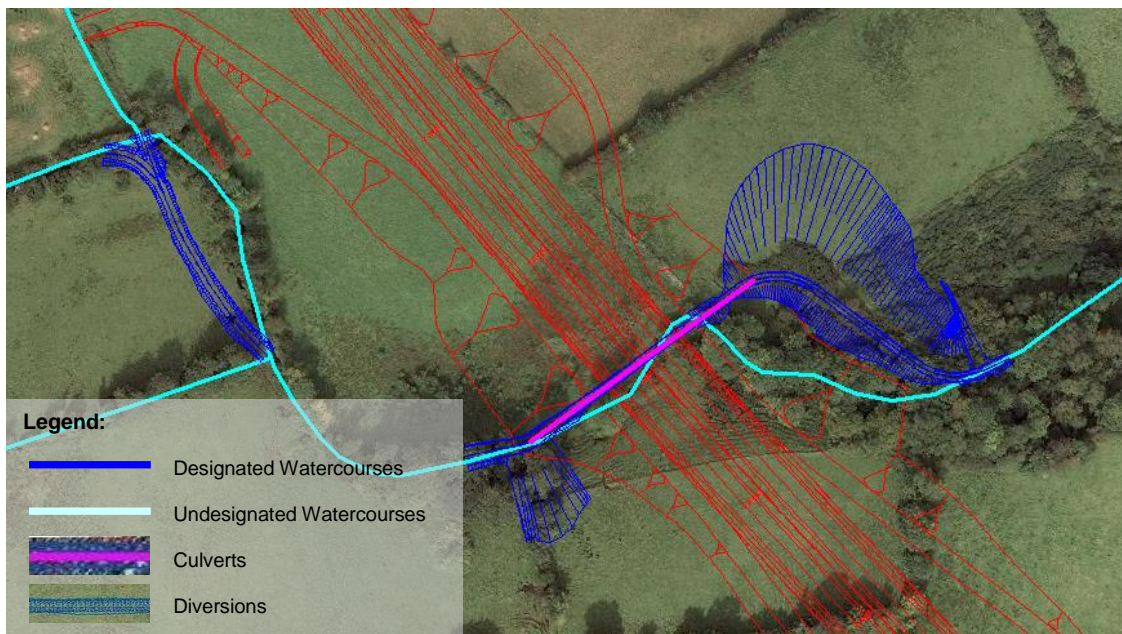 Legend:
Designated Watercourses
Undesignated Watercourses
Culverts
Diversions